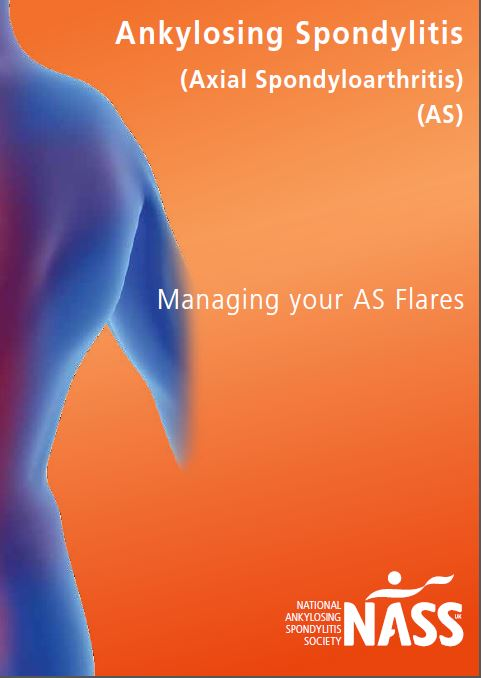 Ankylosing Spondylitis
(Axial Spondyloarthritis)
(AS)
Managing your AS Flares
NATIONAL
ANKYLOSING
SPONDYLITIS
SOCIETY
NASS
UK